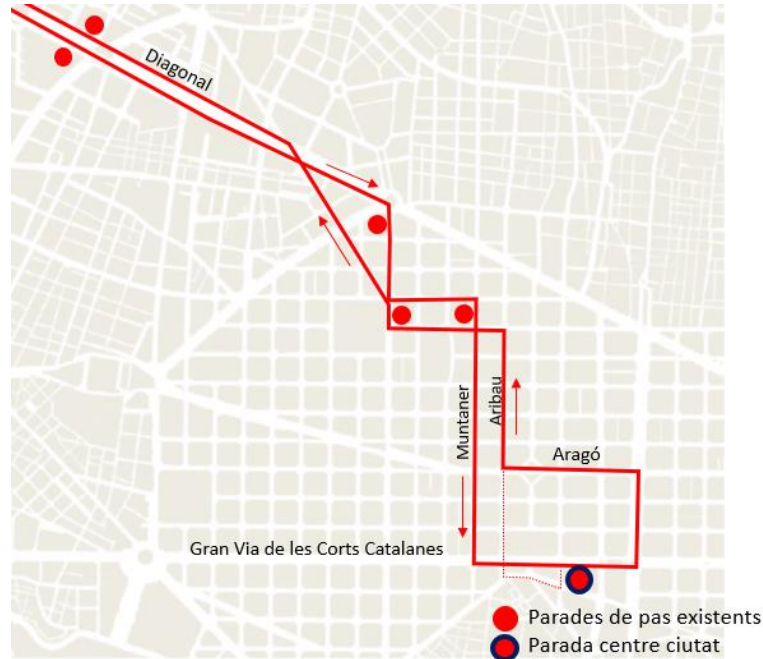 Diagonal
Muntaner
Aribau
Aragó
Gran Via de les Corts Catalanes
Parades de pas existents
Parada centre ciutat